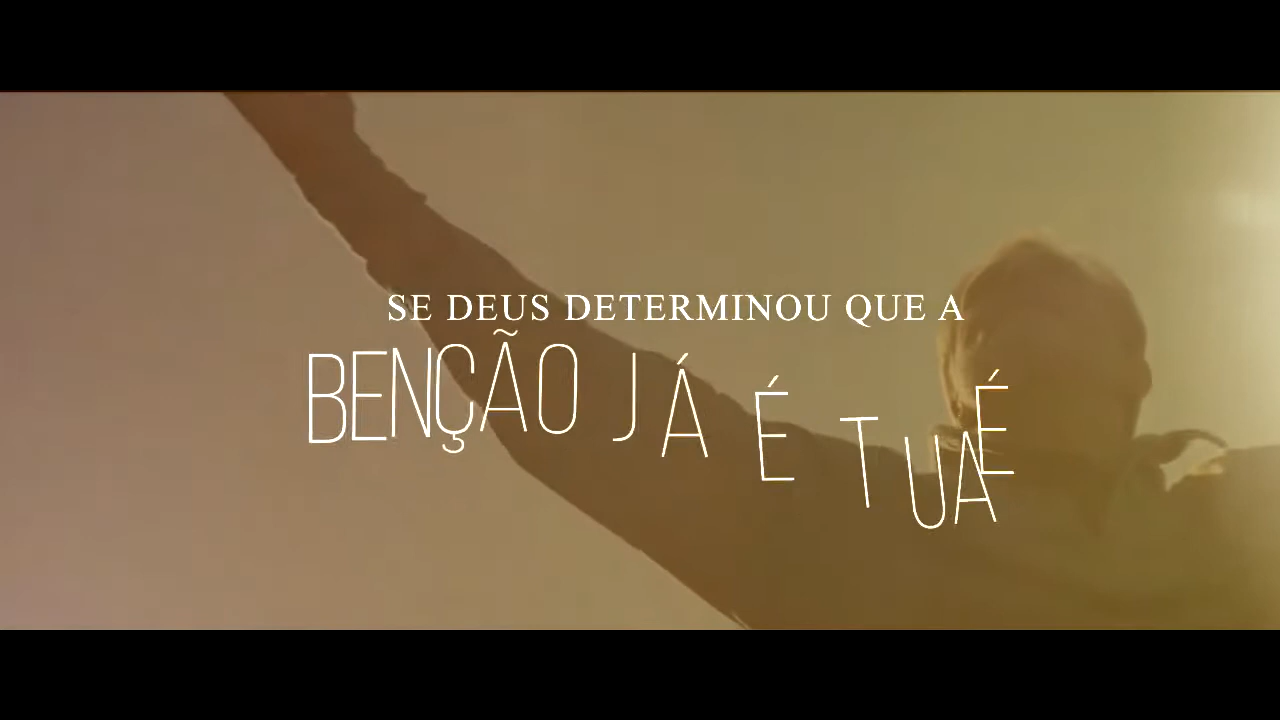 SE DEUS DETERMINOU QUE A
BENÇÃO JÁ É TUA É